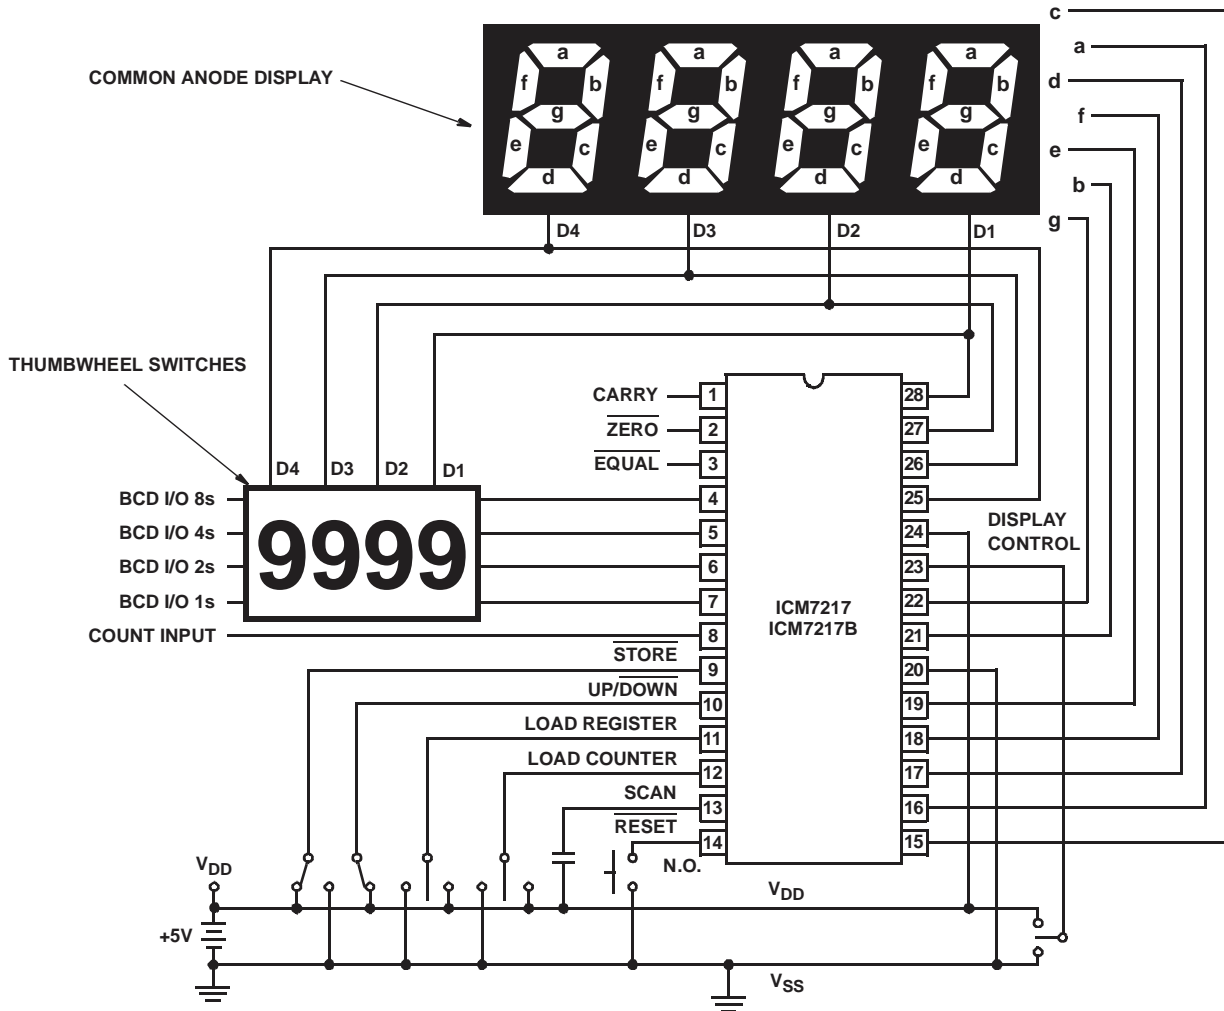 c
COMMON ANODE DISPLAY
a a a a
f b f b f b f b
g g g g
e c e c e c e c
d d d d
a
d
f
e
b
g
D4 D3 D2 D1
THUMBWHEEL SWITCHES
D4 D3 D2 D1
9999
BCD I/O 8s
BCD I/O 4s
BCD I/O 2s
BCD I/O 1s
COUNT INPUT
CARRY
ZERO
EQUAL
STORE
UP/DOWN
LOAD REGISTER
LOAD COUNTER
SCAN
RESET
N.O.
1
2
3
4
5
6
7
8
9
10
11
12
13
14
ICM7217
ICM7217B
28
27
26
25
24
23
22
21
20
19
18
17
16
15
DISPLAY
CONTROL
VDD
+5V
VDD
VSS